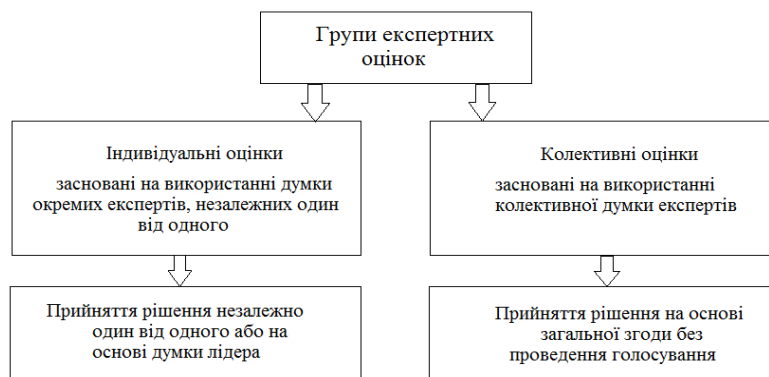 Групи експертних
оцінок
Індивідуальні оцінки
засновані на використанні думки
окремих експертів, незалежних один
від одного
Колективні оцінки
засновані на використанні
колективної думки експертів
Прийняття рішення незалежно
один від одного або на
основі думки лідера
Прийняття рішення на основі
загальної згоди без
проведення голосування